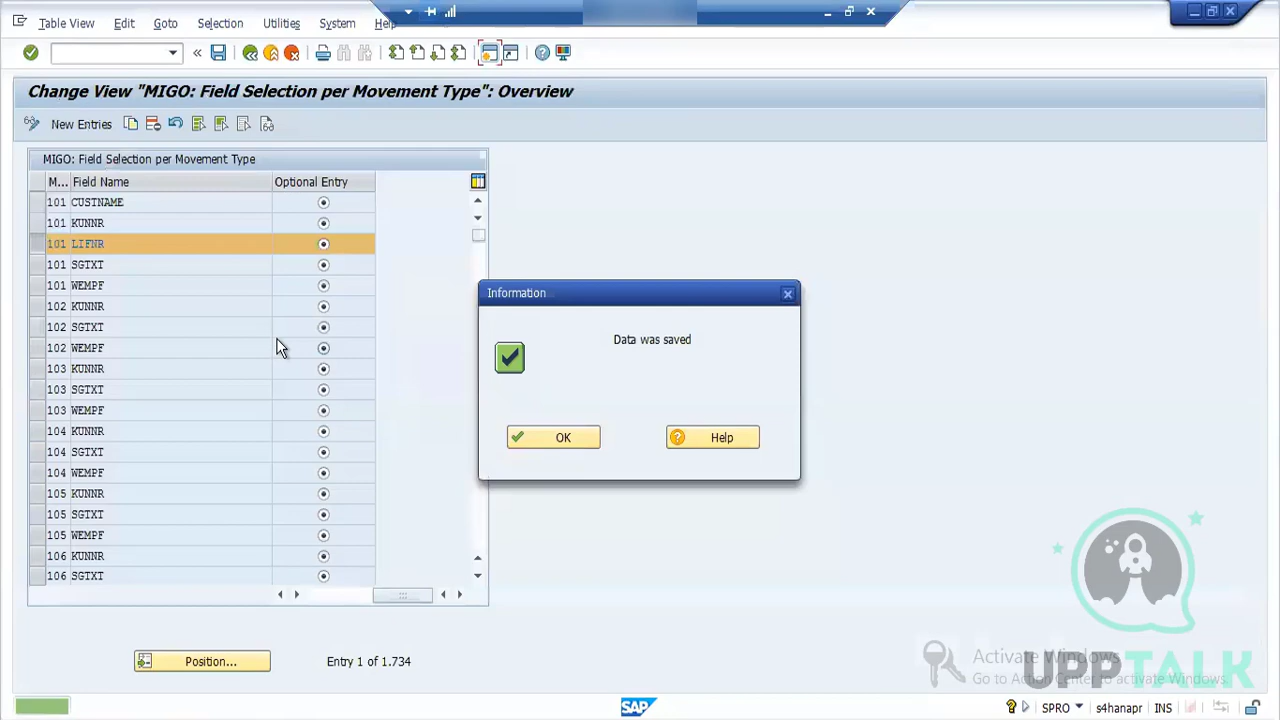 Table View Edit Goto Selection Utilities System Help
Change View "MIGO: Field Selection per Movement Type": Overview
New Entries
MIGO: Field Selection per Movement Type
M... Field Name Optional Entry
101 CUSTNAME
101 KUNNR
101 LIFNR
101 SGTXT
101 WEMPF
102 KUNNR
102 SGTXT
102 WEMPF
103 KUNNR
103 SGTXT
103 WEMPF
104 KUNNR
104 SGTXT
104 WEMPF
105 KUNNR
105 SGTXT
105 WEMPF
106 KUNNR
106 SGTXT
Information
Data was saved
OK Help
Position... Entry 1 of 1.734
Activate Windows
Go to Action Center to activate Windows.
UPPTALK
SAP SPRO s4hanapr INS